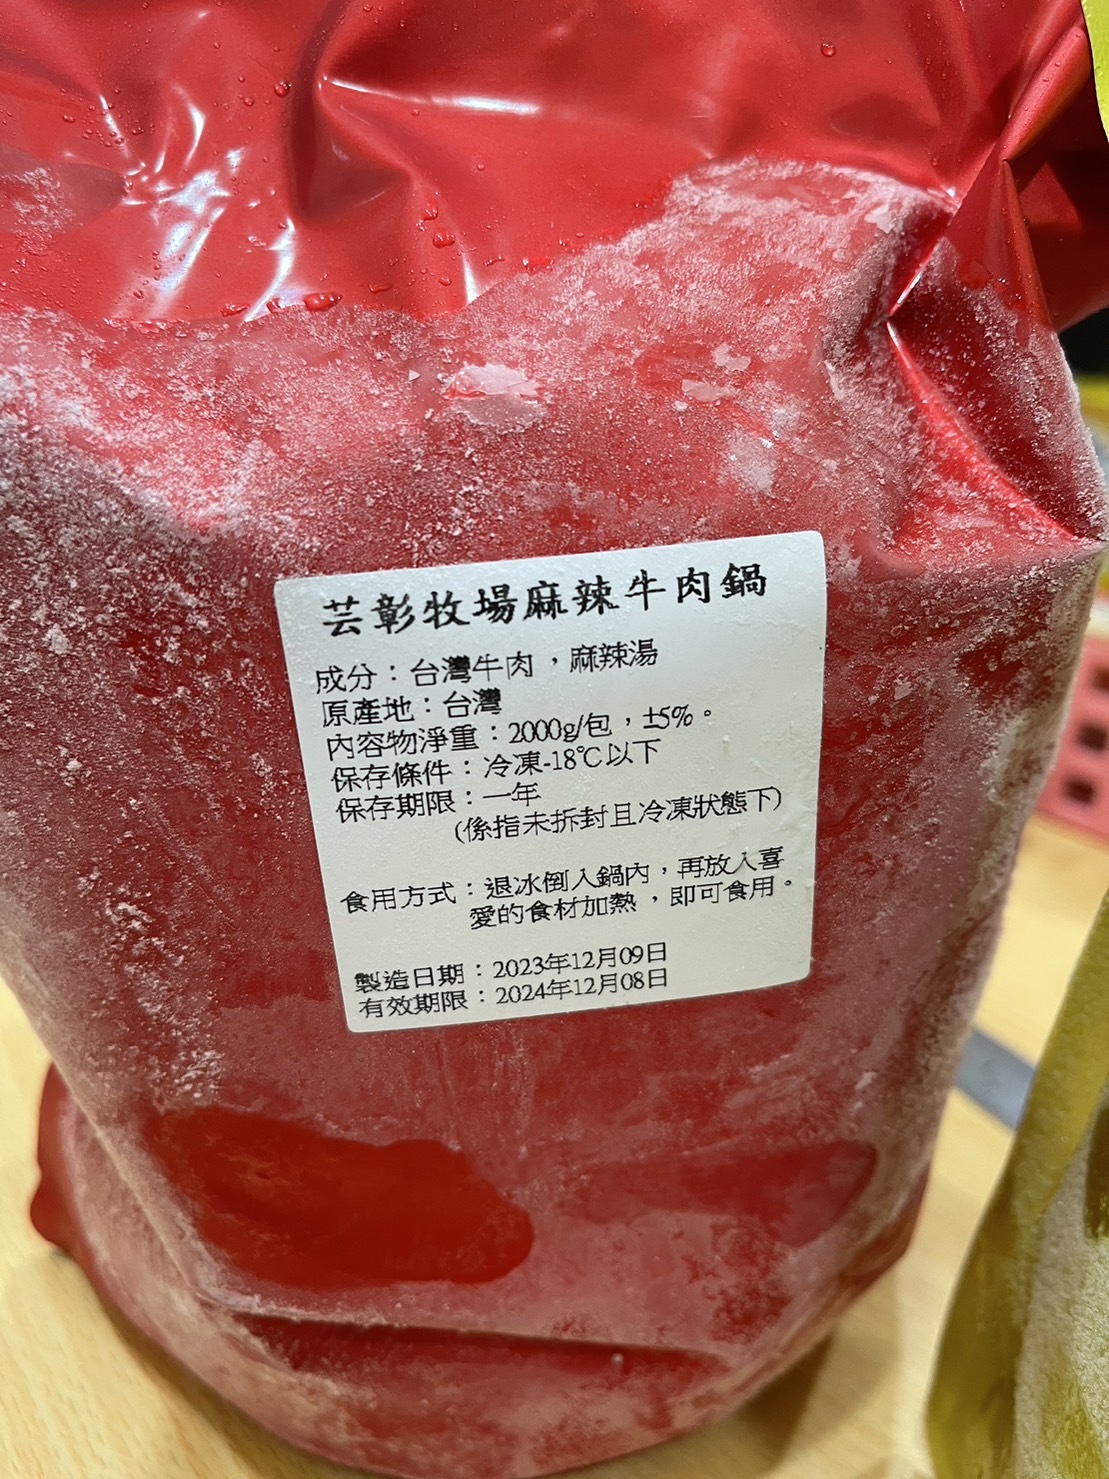 芸彰牧場麻辣牛肉鍋
成分：台灣牛肉，麻辣湯
原產地：台灣
內容物淨重：2000g/包，±5%。
保存條件：冷凍-18℃以下
保存期限：一年
(係指未拆封且冷凍狀態下)
食用方式：退冰倒入鍋內，再放入喜
愛的食材加熱，即可食用。
製造日期：2023年12月09日
有效期限：2024年12月08日